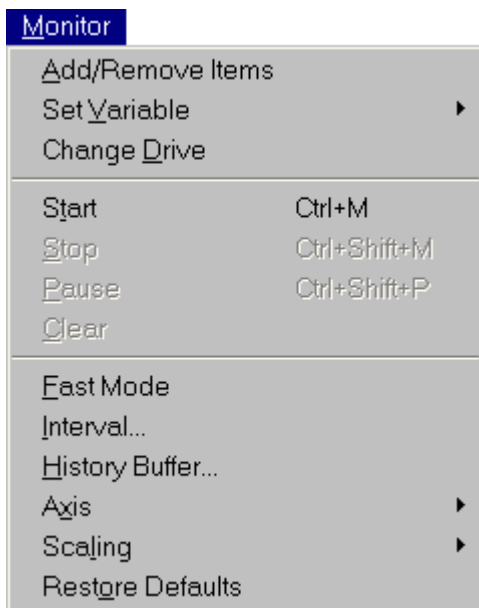 Monitor
Add/Remove Items
Set Variable
Change Drive
Start Ctrl+M
Stop Ctrl+Shift+M
Pause Ctrl+Shift+P
Clear
Fast Mode
Interval...
History Buffer...
Axis
Scaling
Restore Defaults